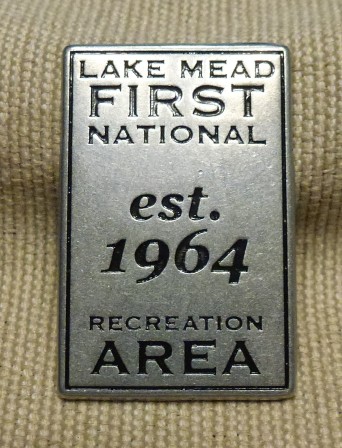 LAKE MEAD
FIRST
NATIONAL
est.
1964
RECREATION
AREA